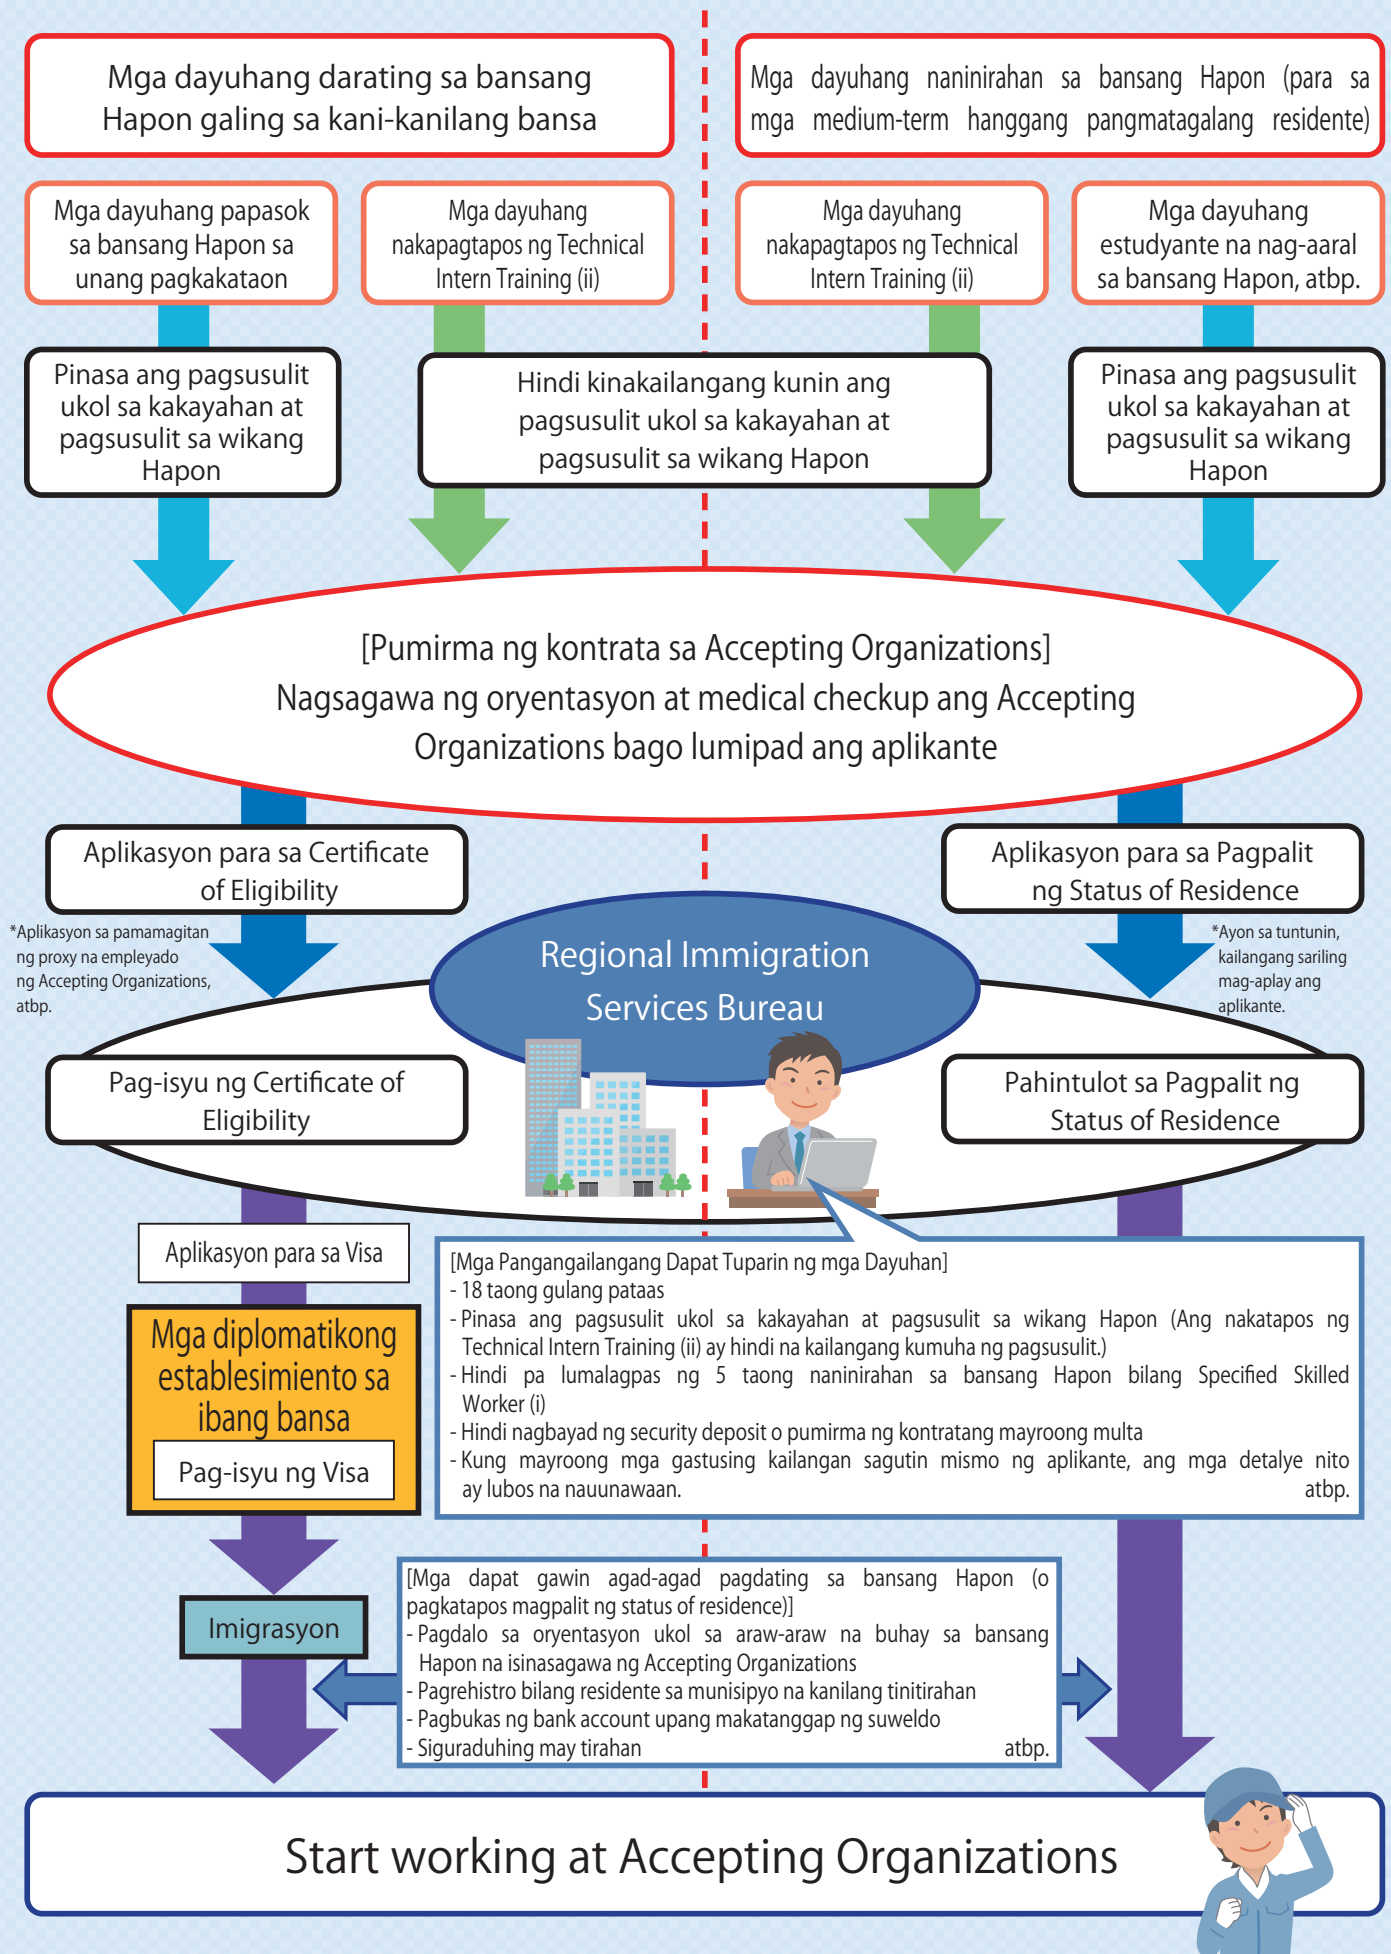 Mga dayuhang darating sa bansang
Hapon galing sa kani-kanilang bansa
Mga dayuhang naninirahan sa bansang Hapon (para sa
mga medium-term hanggang pangmatagalang residente)
Mga dayuhang papasok
sa bansang Hapon sa
unang pagkakataon
Mga dayuhang
nakapagtapos ng Technical
Intern Training (ii)
Mga dayuhang
nakapagtapos ng Technical
Intern Training (ii)
Mga dayuhang
estudyante na nag-aaral
sa bansang Hapon, atbp.
Pinasa ang pagsusulit
ukol sa kakayahan at
pagsusulit sa wikang
Hapon
Hindi kinakailangang kunin ang
pagsusulit ukol sa kakayahan at
pagsusulit sa wikang Hapon
Pinasa ang pagsusulit
ukol sa kakayahan at
pagsusulit sa wikang
Hapon
[Pumirma ng kontrata sa Accepting Organizations]
Nagsagawa ng oryentasyon at medical checkup ang Accepting
Organizations bago lumipad ang aplikante
Aplikasyon para sa Certificate
of Eligibility
Aplikasyon para sa Pagpalit
ng Status of Residence
*Aplikasyon sa pamamagitan
ng proxy na empleyado
ng Accepting Organizations,
atbp.
Regional Immigration
Services Bureau
*Ayon sa tuntunin,
kailangang sariling
mag-aplay ang
aplikante.
Pag-isyu ng Certificate of
Eligibility
Pahintulot sa Pagpalit ng
Status of Residence
Aplikasyon para sa Visa
Mga diplomatikong
establesimiento sa
ibang bansa
Pag-isyu ng Visa
[Mga Pangangailangang Dapat Tuparin ng mga Dayuhan]
- 18 taong gulang pataas
- Pinasa ang pagsusulit ukol sa kakayahan at pagsusulit sa wikang Hapon (Ang nakatapos ng
Technical Intern Training (ii) ay hindi na kailangang kumuha ng pagsusulit.)
- Hindi pa lumalagpas ng 5 taong naninirahan sa bansang Hapon bilang Specified Skilled
Worker (i)
- Hindi nagbayad ng security deposit o pumirma ng kontratang mayroong multa
- Kung mayroong mga gastusing kailangan sagutin mismo ng aplikante, ang mga detalye nito
ay lubos na nauunawaan. atbp.
Imigrasyon
[Mga dapat gawin agad-agad pagdating sa bansang Hapon (o
pagkatapos magpalit ng status of residence)]
- Pagdalo sa oryentasyon ukol sa araw-araw na buhay sa bansang
Hapon na isinasagawa ng Accepting Organizations
- Pagrehistro bilang residente sa munisipyo na kanilang tinitirahan
- Pagbukas ng bank account upang makatanggap ng suweldo
- Siguraduhing may tirahan atbp.
Start working at Accepting Organizations